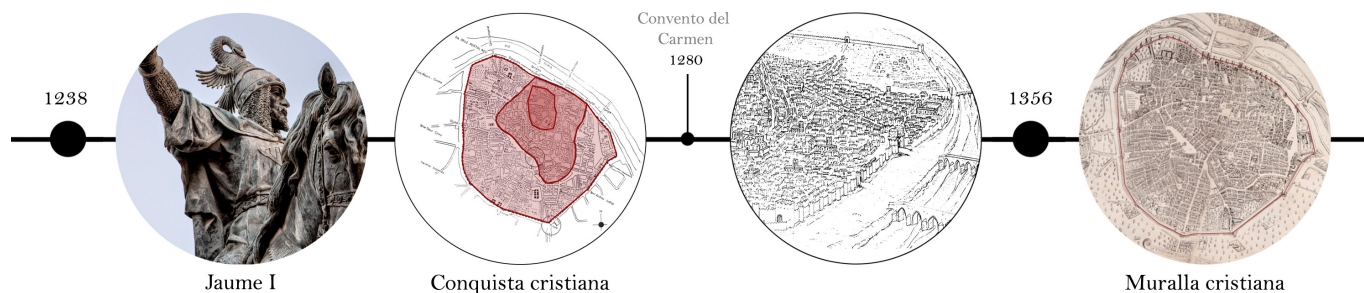 1238
Jaume I
Conquista cristiana
Convento del
Carmen
1280
1356
Muralla cristiana